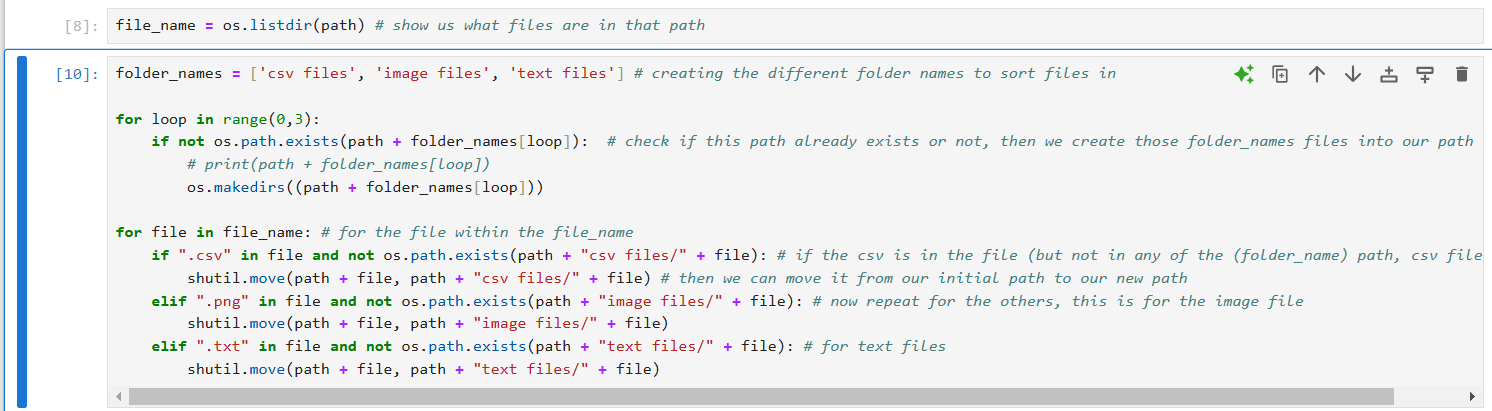 [8]: file_name = os.listdir(path) # show us what files are in that path
[10]: folder_names = ['csv files', 'image files', 'text files'] # creating the different folder names to sort files in
for loop in range(0,3):
    if not os.path.exists(path + folder_names[loop]):  # check if this path already exists or not, then we create those folder_names files into our path
        # print(path + folder_names[loop])
        os.makedirs((path + folder_names[loop]))
for file in file_name: # for the file within the file_name
    if ".csv" in file and not os.path.exists(path + "csv files/" + file): # if the csv is in the file (but not in any of the (folder_name) path, csv file
        shutil.move(path + file, path + "csv files/" + file) # then we can move it from our initial path to our new path
    elif ".png" in file and not os.path.exists(path + "image files/" + file): # now repeat for the others, this is for the image file
        shutil.move(path + file, path + "image files/" + file)
    elif ".txt" in file and not os.path.exists(path + "text files/" + file): # for text files
        shutil.move(path + file, path + "text files/" + file)